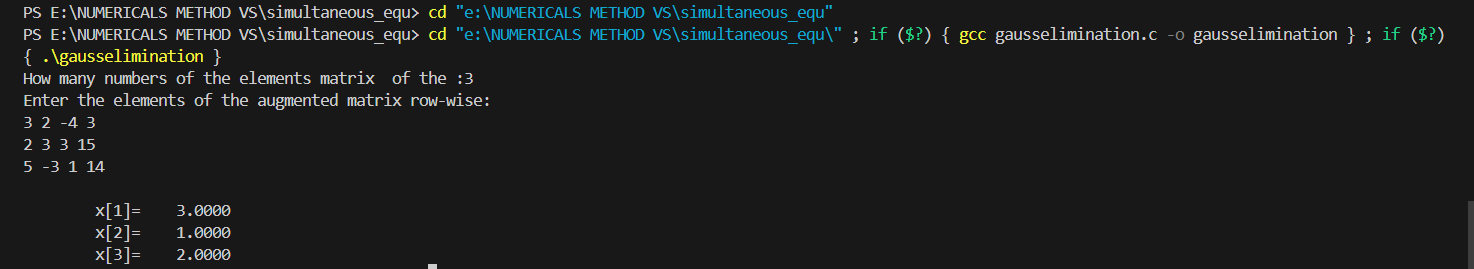 PS E:\NUMERICALS METHOD VS\simultaneous_equ> cd "e:\NUMERICALS METHOD VS\simultaneous_equ"
PS E:\NUMERICALS METHOD VS\simultaneous_equ> cd "e:\NUMERICALS METHOD VS\simultaneous_equ\" ; if ($?) { gcc gausselimination.c -o gausselimination } ; if ($?)
{ .\gausselimination }
How many numbers of the elements matrix  of the :3
Enter the elements of the augmented matrix row-wise:
3 2 -4 3
2 3 3 15
5 -3 1 14
x[1]=    3.0000
x[2]=    1.0000
x[3]=    2.0000